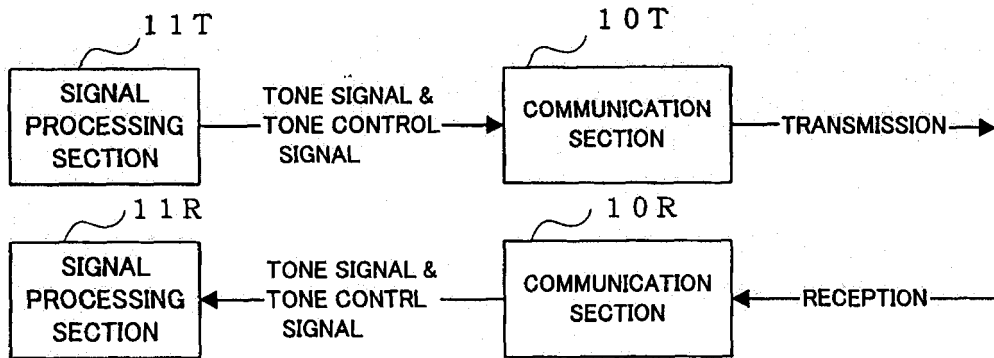 11T
10T
SIGNAL
PROCESSING
SECTION
TONE SIGNAL &
TONE CONTROL
SIGNAL
COMMUNICATION
SECTION
TRANSMISSION
11R
10R
SIGNAL
PROCESSING
SECTION
TONE SIGNAL &
TONE CONTRL
SIGNAL
COMMUNICATION
SECTION
RECEPTION